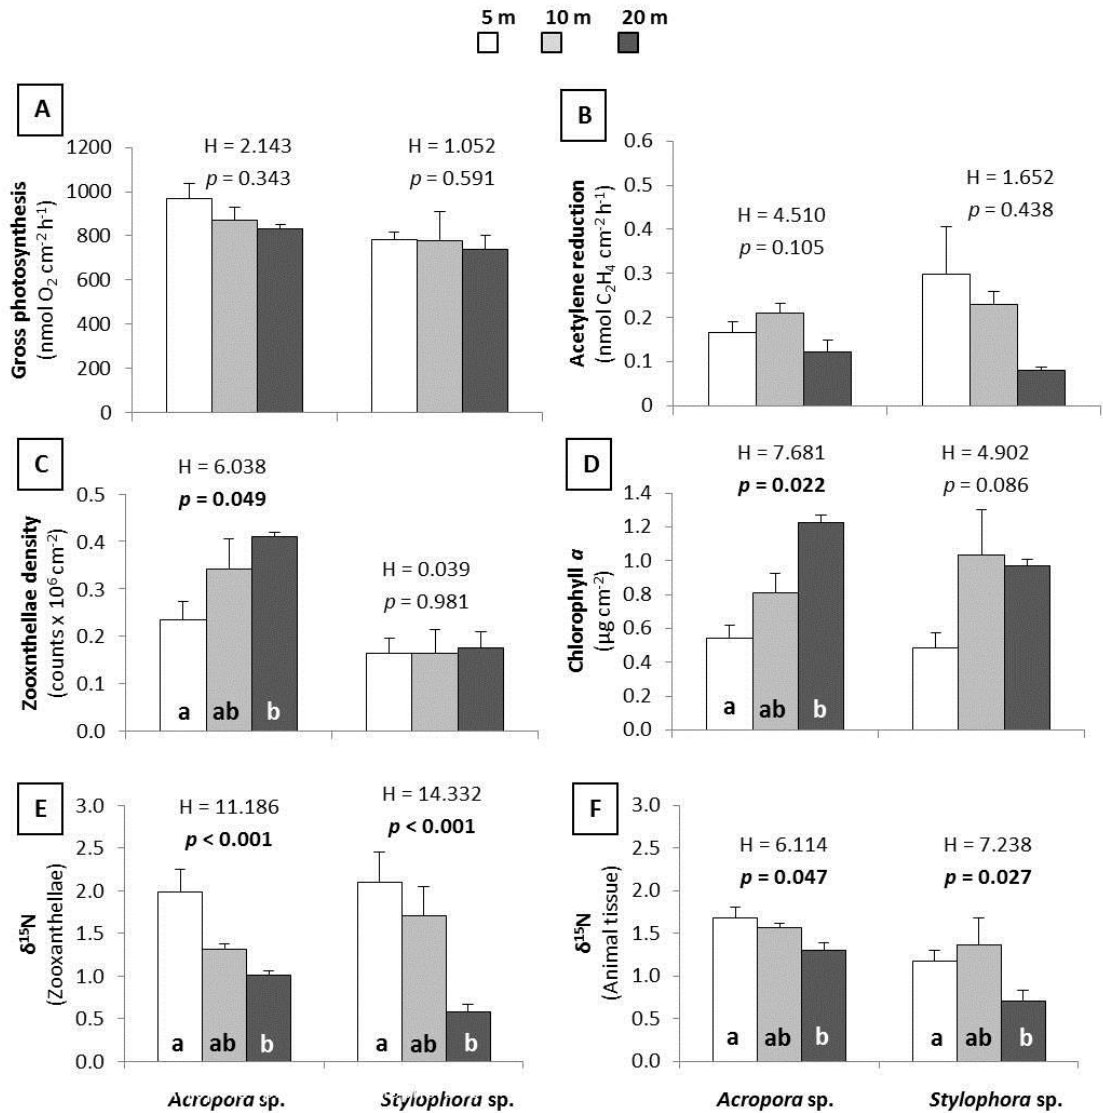 5 m 10 m 20 m
A
H = 2.143 H = 1.052
p = 0.343 p = 0.591
1200
1000
800
600
400
200
0
Gross photosynthesis
(nmol O₂ cm⁻² h⁻¹)
B
H = 4.510 H = 1.652
p = 0.105 p = 0.438
0.6
0.5
0.4
0.3
0.2
0.1
0
Acetylene reduction
(nmol C₂H₄ cm⁻² h⁻¹)
C
H = 6.038 H = 0.039
p = 0.049 p = 0.981
0.5
0.4
0.3
0.2
0.1
0.0
Zooxnthellae density
(counts x 10⁶ cm⁻²)
a ab b
D
H = 7.681 H = 4.902
p = 0.022 p = 0.086
1.4
1.2
1.0
0.8
0.6
0.4
0.2
0.0
Chlorophyll a
(µg cm⁻²)
a ab b
E
H = 11.186 H = 14.332
p < 0.001 p < 0.001
3.0
2.5
2.0
1.5
1.0
0.5
0.0
δ¹⁵N
(Zooxanthellae)
a ab b a ab b
Acropora sp. Stylophora sp.
F
H = 6.114 H = 7.238
p = 0.047 p = 0.027
3.0
2.5
2.0
1.5
1.0
0.5
0.0
δ¹⁵N
(Animal tissue)
a ab b a ab b
Acropora sp. Stylophora sp.